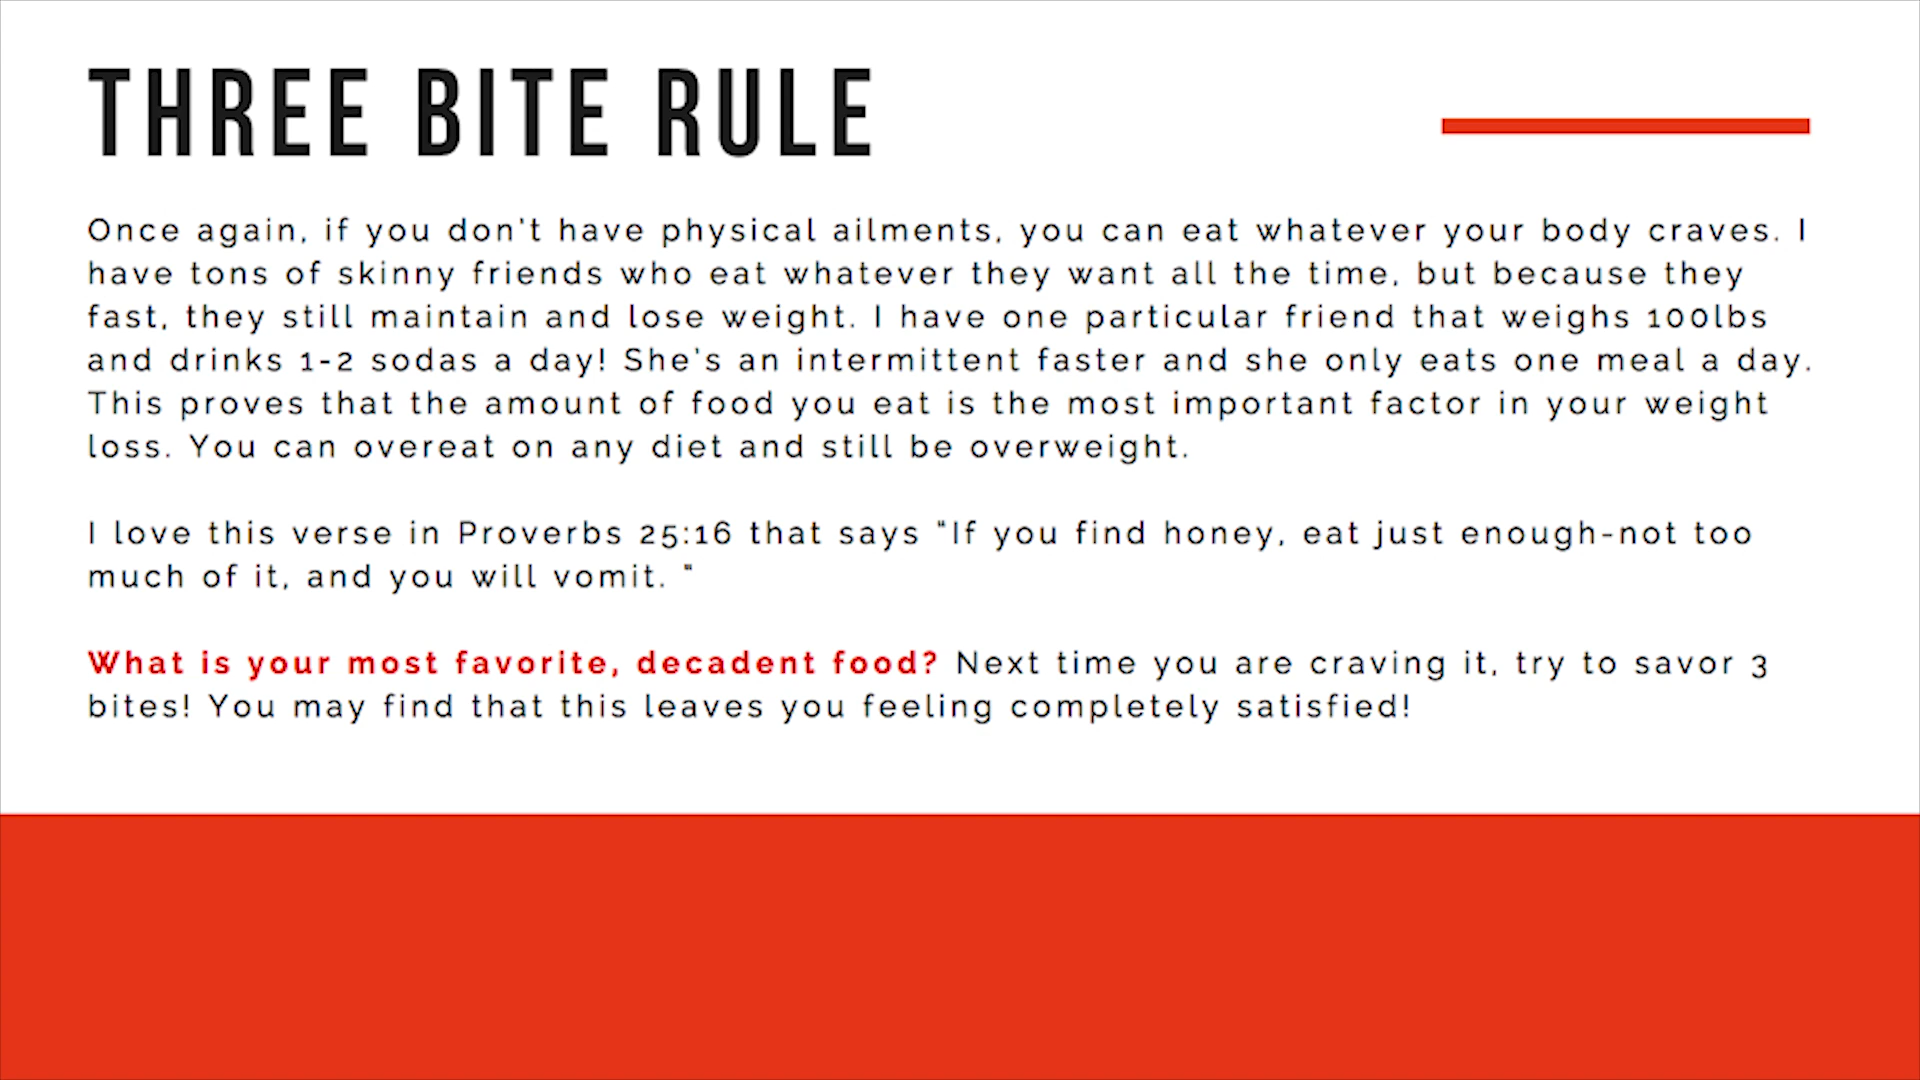 THREE BITE RULE
Once again, if you don't have physical ailments, you can eat whatever your body craves. I
have tons of skinny friends who eat whatever they want all the time, but because they
fast, they still maintain and lose weight. I have one particular friend that weighs 100lbs
and drinks 1-2 sodas a day! She's an intermittent faster and she only eats one meal a day.
This proves that the amount of food you eat is the most important factor in your weight
loss. You can overeat on any diet and still be overweight.
I love this verse in Proverbs 25:16 that says "If you find honey, eat just enough-not too
much of it, and you will vomit. "
What is your most favorite, decadent food? Next time you are craving it, try to savor 3
bites! You may find that this leaves you feeling completely satisfied!